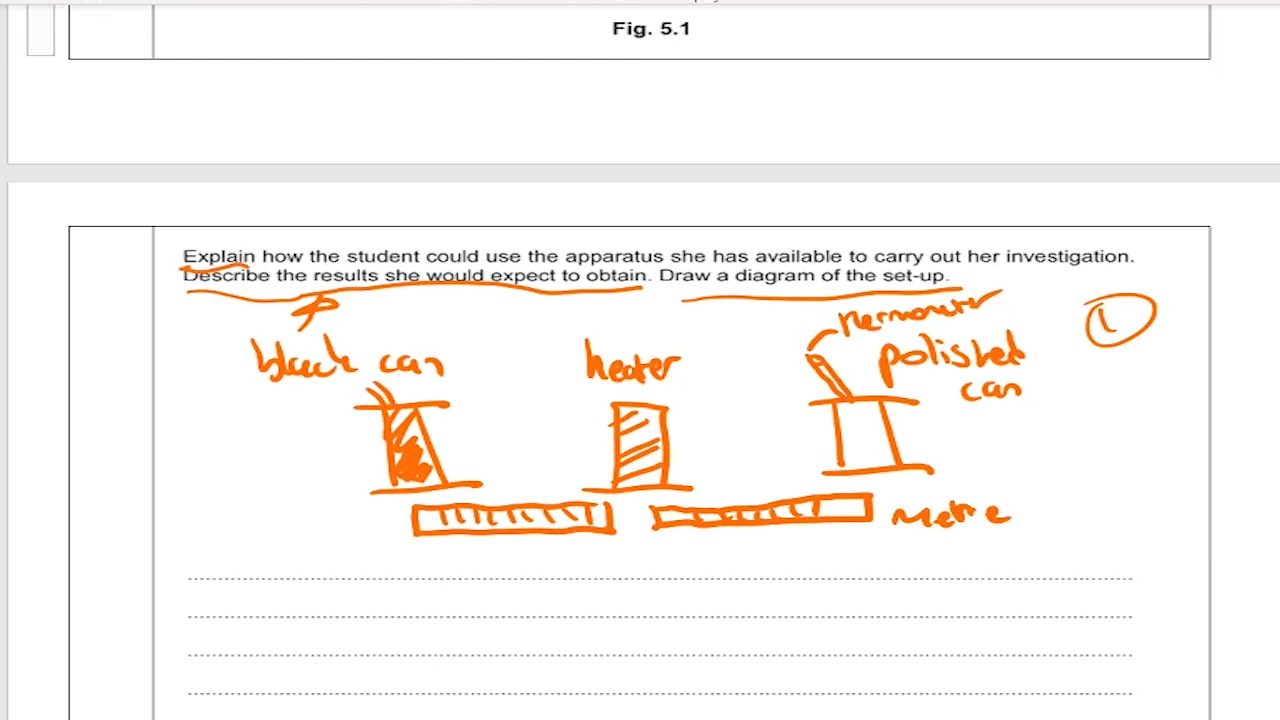 Fig. 5.1
Explain how the student could use the apparatus she has available to carry out her investigation.
Describe the results she would expect to obtain. Draw a diagram of the set-up.
1
thermometer
black can
heater
polished
can
Metre